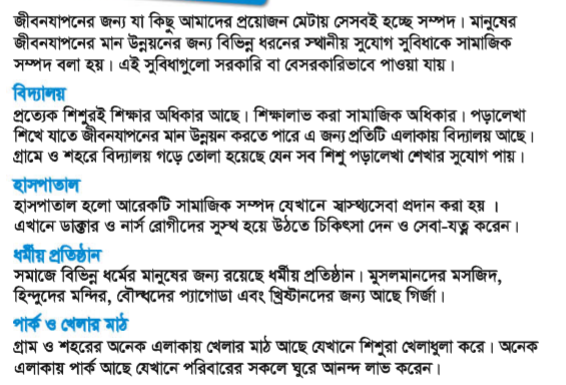 জীবনযাপনের জন্য যা কিছু আমাদের প্রয়োজন মেটায় সেসবই হচ্ছে সম্পদ। মানুষের
জীবনযাপনের মান উন্নয়নের জন্য বিভিন্ন ধরনের স্থানীয় সুযোগ সুবিধাকে সামাজিক
সম্পদ বলা হয়। এই সুবিধাগুলো সরকারি বা বেসরকারিভাবে পাওয়া যায়।
বিদ্যালয়
প্রত্যেক শিশুরই শিক্ষার অধিকার আছে। শিক্ষালাভ করা সামাজিক অধিকার। পড়ালেখা
শিখে যাতে জীবনযাপনের মান উন্নয়ন করতে পারে এ জন্য প্রতিটি এলাকায় বিদ্যালয় আছে।
গ্রামে ও শহরে বিদ্যালয় গড়ে তোলা হয়েছে যেন সব শিশু পড়ালেখা শেখার সুযোগ পায়।
হাসপাতাল
হাসপাতাল হলো আরেকটি সামাজিক সম্পদ যেখানে স্বাস্থ্যসেবা প্রদান করা হয় ।
এখানে ডাক্তার ও নার্স রোগীদের সুস্থ হয়ে উঠতে চিকিৎসা দেন ও সেবা-যত্ন করেন।
ধর্মীয় প্রতিষ্ঠান
সমাজে বিভিন্ন ধর্মের মানুষের জন্য রয়েছে ধর্মীয় প্রতিষ্ঠান। মুসলমানদের মসজিদ,
হিন্দুদের মন্দির, বৌদ্ধদের প্যাগোডা এবং খ্রিষ্টানদের জন্য আছে গির্জা।
পার্ক ও খেলার মাঠ
গ্রাম ও শহরের অনেক এলাকায় খেলার মাঠ আছে যেখানে শিশুরা খেলাধুলা করে। অনেক
এলাকায় পার্ক আছে যেখানে পরিবারের সকলে ঘুরে আনন্দ লাভ করেন।